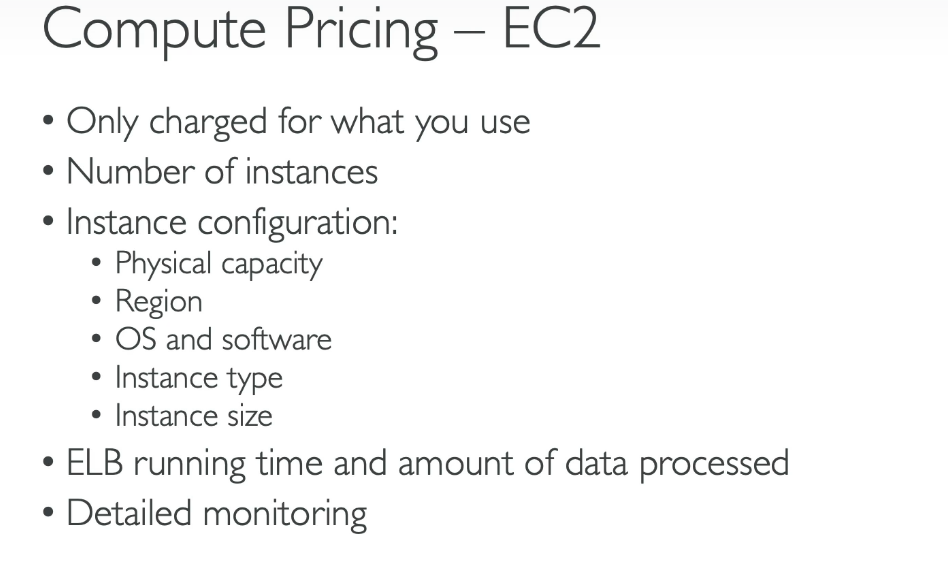 Compute Pricing – EC2
• Only charged for what you use
• Number of instances
• Instance configuration:
• Physical capacity
• Region
• OS and software
• Instance type
• Instance size
• ELB running time and amount of data processed
• Detailed monitoring